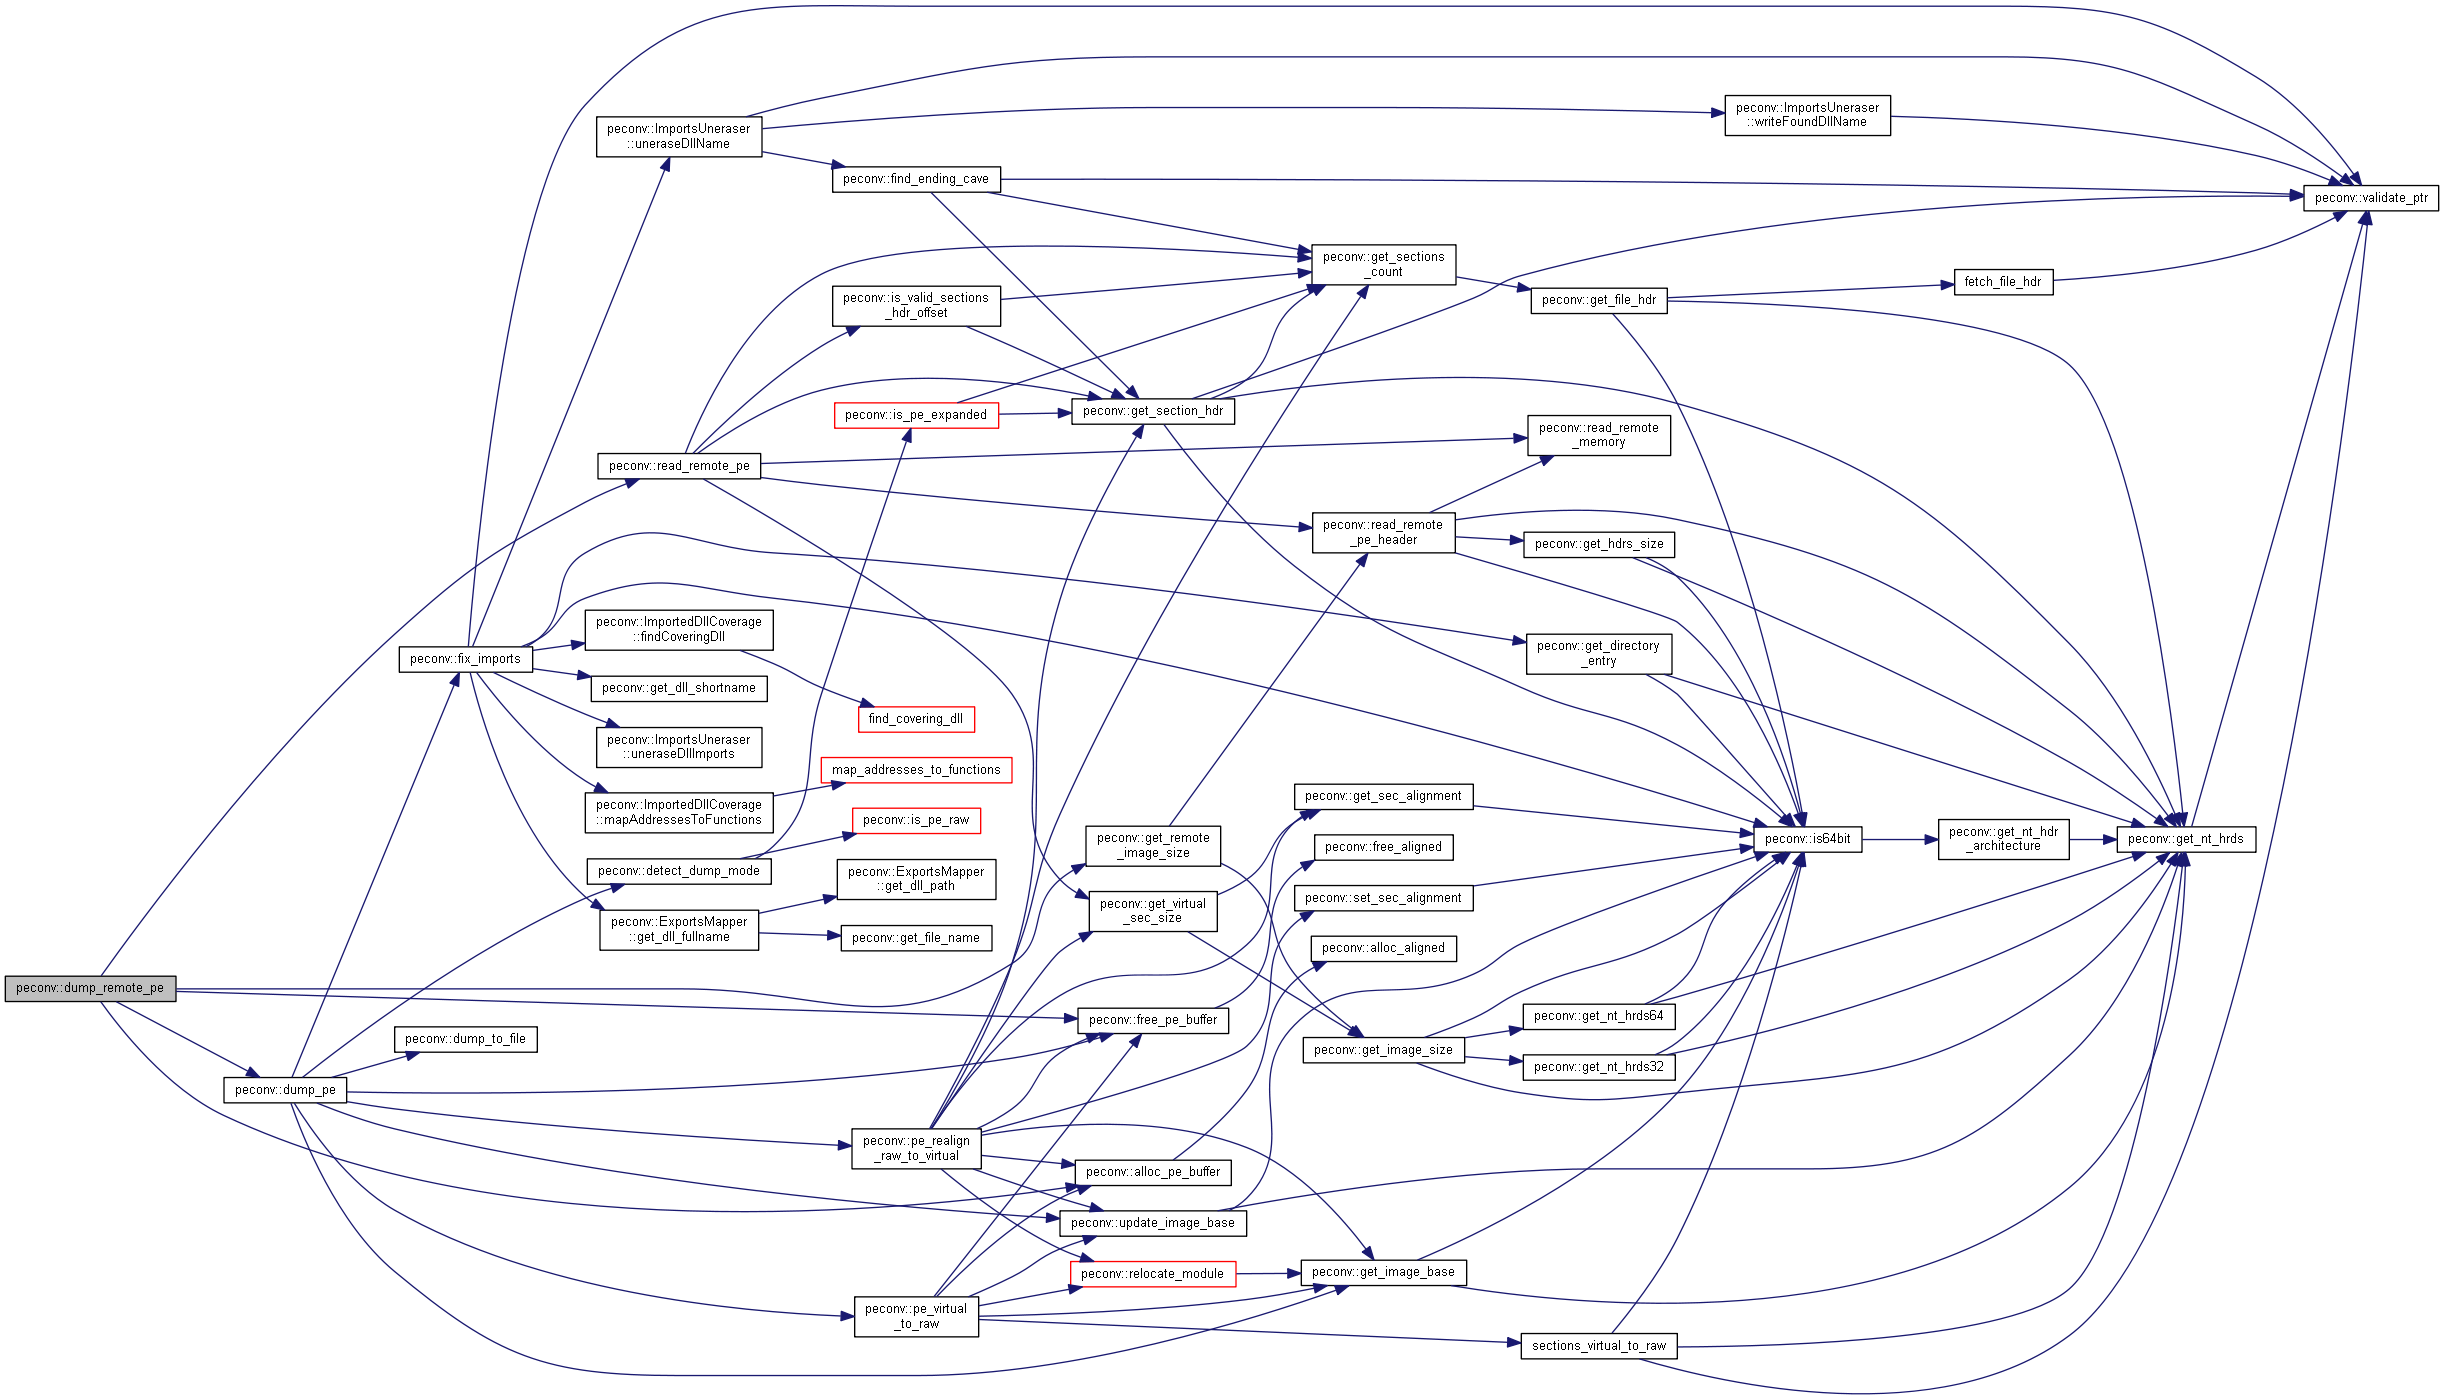 peconv::ImportsUneraser
::uneraseDllName
peconv::ImportsUneraser
::writeFoundDllName
peconv::find_ending_cave
peconv::validate_ptr
peconv::get_sections
_count
peconv::is_valid_sections
_hdr_offset
peconv::get_file_hdr
fetch_file_hdr
peconv::is_pe_expanded
peconv::get_section_hdr
peconv::read_remote_pe
peconv::read_remote
_memory
peconv::read_remote
_pe_header
peconv::get_hdrs_size
peconv::ImportedDllCoverage
::findCoveringDll
peconv::fix_imports
peconv::get_directory
_entry
peconv::get_dll_shortname
find_covering_dll
peconv::ImportsUneraser
::uneraseDllImports
map_addresses_to_functions
peconv::ImportedDllCoverage
::mapAddressesToFunctions
peconv::is_pe_raw
peconv::get_sec_alignment
peconv::get_remote
_image_size
peconv::free_aligned
peconv::is64bit
peconv::get_nt_hdr
_architecture
peconv::get_nt_hrds
peconv::detect_dump_mode
peconv::ExportsMapper
::get_dll_path
peconv::get_virtual
_sec_size
peconv::set_sec_alignment
peconv::ExportsMapper
::get_dll_fullname
peconv::get_file_name
peconv::alloc_aligned
peconv::dump_remote_pe
peconv::free_pe_buffer
peconv::get_nt_hrds64
peconv::dump_to_file
peconv::get_image_size
peconv::get_nt_hrds32
peconv::dump_pe
peconv::pe_realign
_raw_to_virtual
peconv::alloc_pe_buffer
peconv::update_image_base
peconv::relocate_module
peconv::get_image_base
peconv::pe_virtual
_to_raw
sections_virtual_to_raw